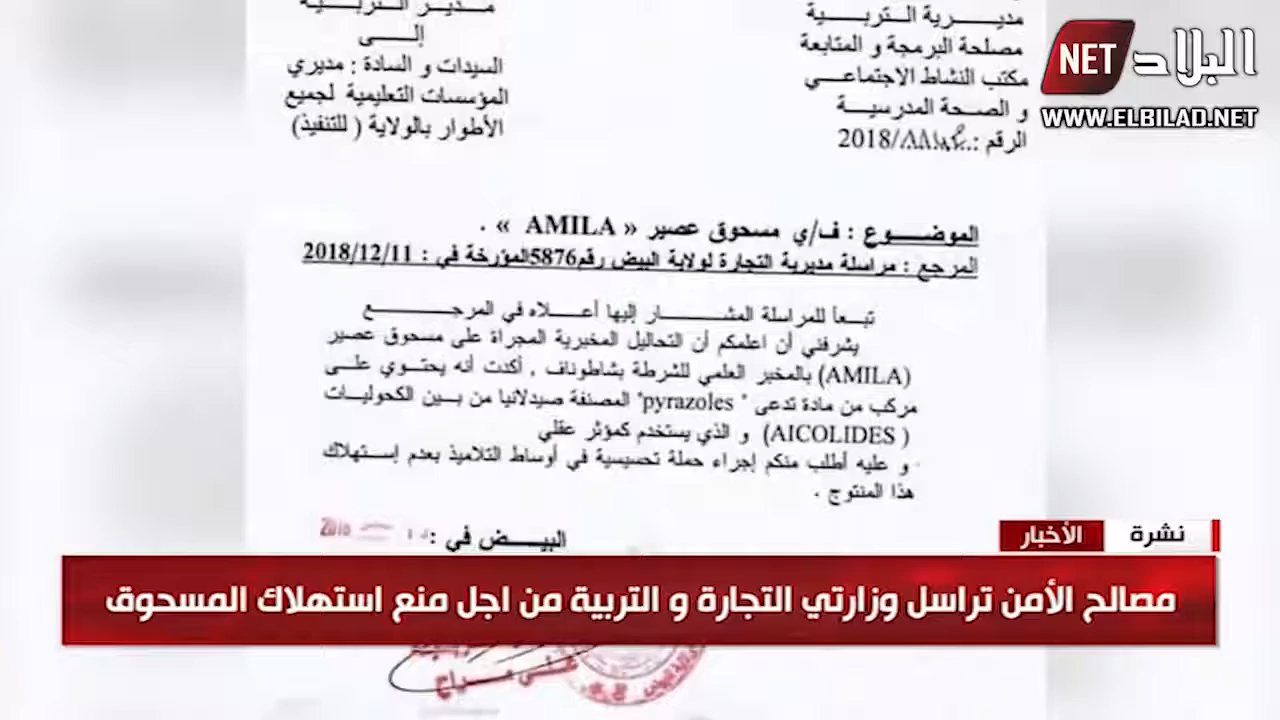 مديرية التربية
مصلحة البرمجة و المتابعة
مكتب النشاط الاجتماعي
و الصحة المدرسية
الرقم :
/2018
مدير التربية
إلى
السيدات و السادة : مديري
المؤسسات التعليمية لجميع
الأطوار بالولاية ( للتنفيذ)
NET البلاد
WWW.ELBILAD.NET
الموضوع : ف/ي مسحوق عصير « AMILA » .
المرجع : مراسلة مديرية التجارة لولاية البيض رقم5876المؤرخة في : 2018/12/11
تبعأ للمراسلة المشار إليها أعلاه في المرجع
يشرفني أن اعلمكم أن التحاليل المخبرية المجراة على مسحوق عصير
(AMILA) بالمخبر العلمي للشرطة بشاطوناف , أكدت أنه يحتوي على
مركب من مادة تدعى " pyrazoles" المصنفة صيدلانيا من بين الكحوليات
( AICOLIDES) و الذي يستخدم كمؤثر عقلي
و عليه أطلب منكم إجراء حملة تحسيسية في أوساط التلاميذ بعدم إستهلاك
هذا المنتوج .
البيض في :
نشرة الأخبار
مصالح الأمن تراسل وزارتي التجارة و التربية من اجل منع استهلاك المسحوق